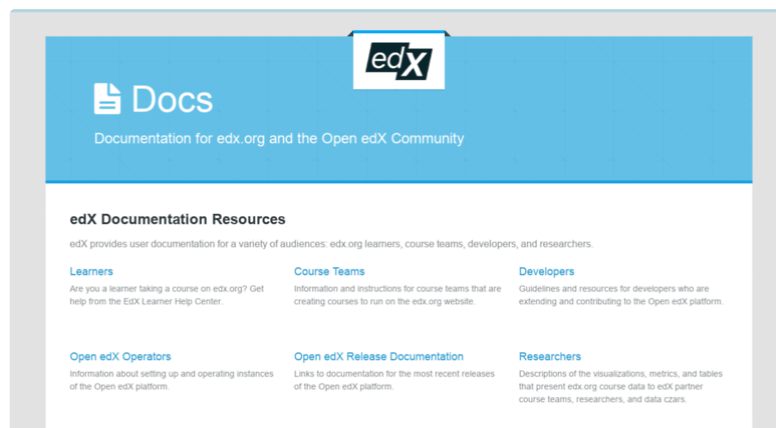 edX
Docs
Documentation for edx.org and the Open edX Community
edX Documentation Resources
edX provides user documentation for a variety of audiences: edx.org learners, course teams, developers, and researchers.
Learners
Are you a learner taking a course on edx.org? Get
help from the EdX Learner Help Center.
Course Teams
Information and instructions for course teams that are
creating courses to run on the edx.org website.
Developers
Guidelines and resources for developers who are
extending and contributing to the Open edX platform.
Open edX Operators
Information about setting up and operating instances
of the Open edX platform.
Open edX Release Documentation
Links to documentation for the most recent releases
of the Open edX platform.
Researchers
Descriptions of the visualizations, metrics, and tables
that present edx.org course data to edX partner
course teams, researchers, and data czars.